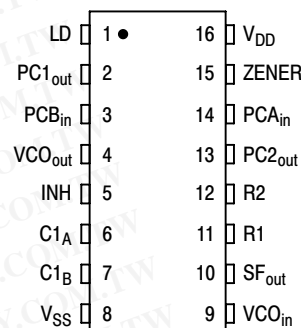 LD 1 16 VDD
PC1out 2 15 ZENER
PCBin 3 14 PCAin
VCOout 4 13 PC2out
INH 5 12 R2
C1A 6 11 R1
C1B 7 10 SFout
VSS 8 9 VCOin